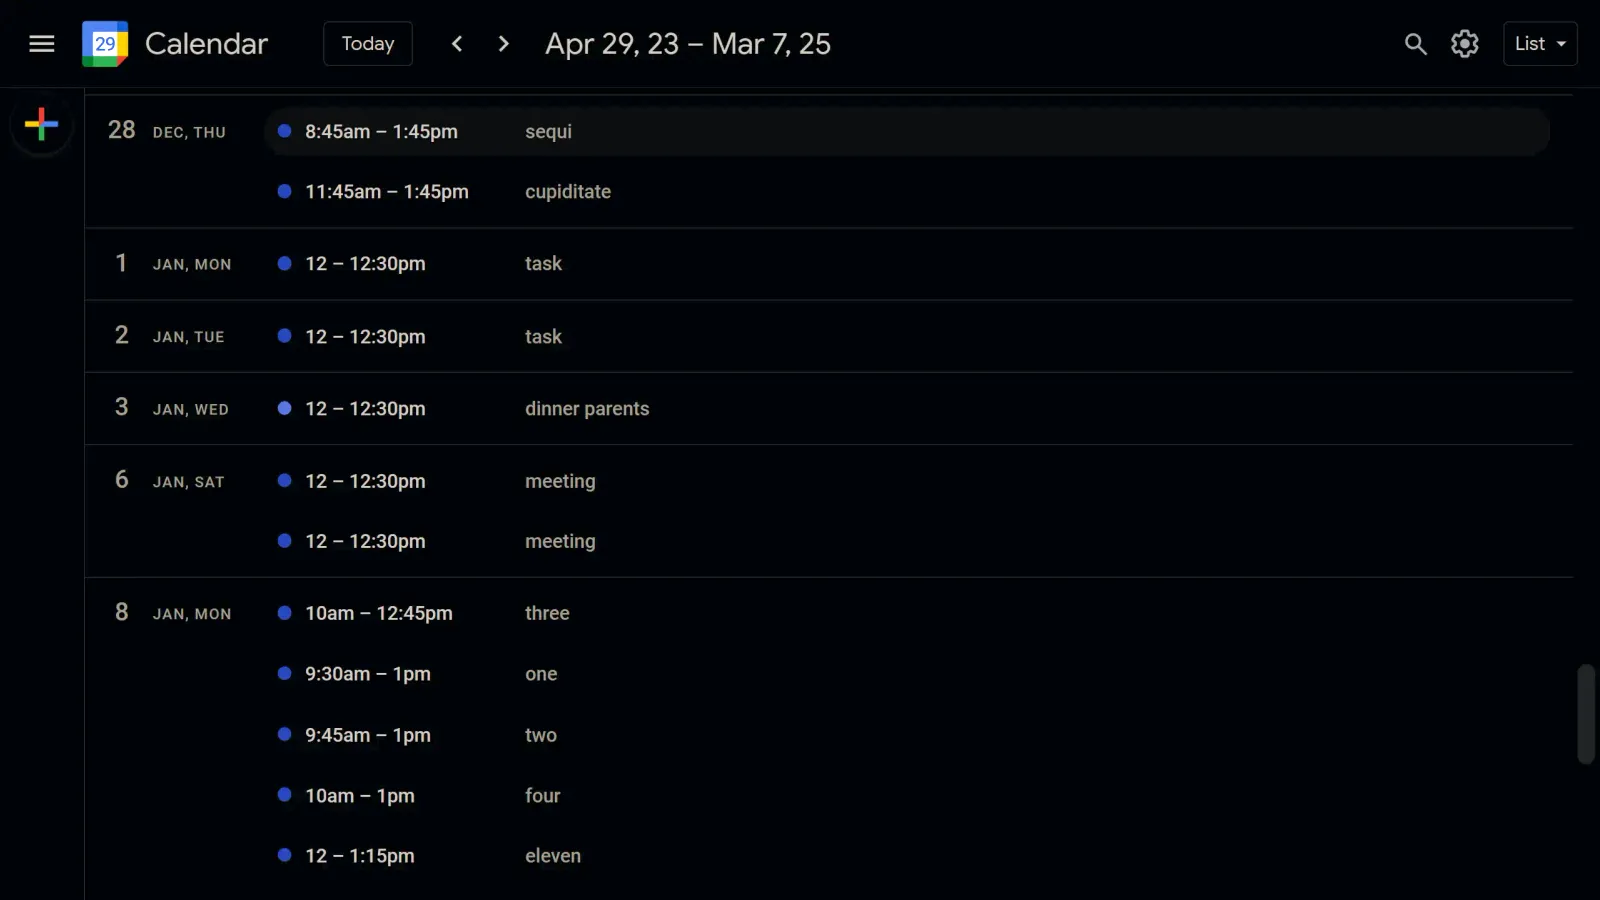 29 Calendar Today Apr 29, 23 – Mar 7, 25 List
28 DEC, THU 8:45am – 1:45pm sequi
11:45am – 1:45pm cupiditate
1 JAN, MON 12 – 12:30pm task
2 JAN, TUE 12 – 12:30pm task
3 JAN, WED 12 – 12:30pm dinner parents
6 JAN, SAT 12 – 12:30pm meeting
12 – 12:30pm meeting
8 JAN, MON 10am – 12:45pm three
9:30am – 1pm one
9:45am – 1pm two
10am – 1pm four
12 – 1:15pm eleven